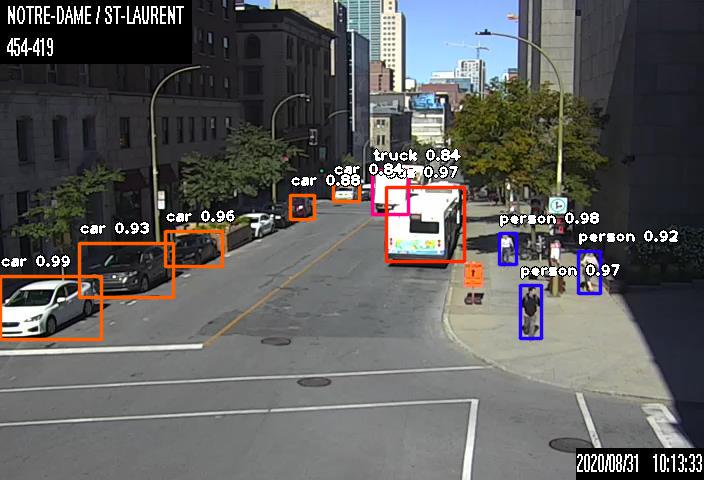 NOTRE-DAME / ST-LAURENT
454-419
truck 0.84
car 0.84
0.97
car 0.88
person 0.98
car 0.96
car 0.93
person 0.92
car 0.99
person 0.97
2020/08/31 10:13:33